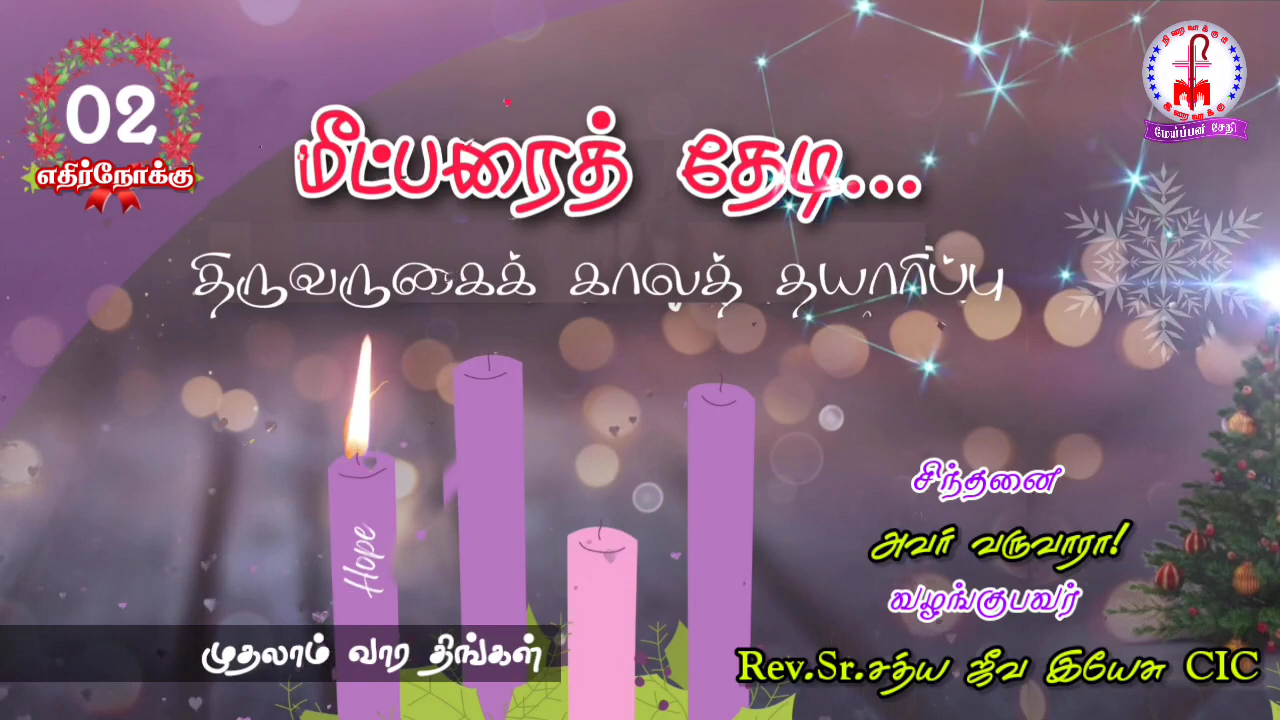 02
எதிர்நோக்கு
மீட்பரைத் தேடி...
திருவருகைக் காலத் தயாரிப்பு
மேய்ப்பன் சேதி
Hope
சிந்தனை
அவர் வருவாரா!
வழங்குபவர்
முதலாம் வார திங்கள்
Rev.Sr.சத்ய ஜீவ இயேசு CIC